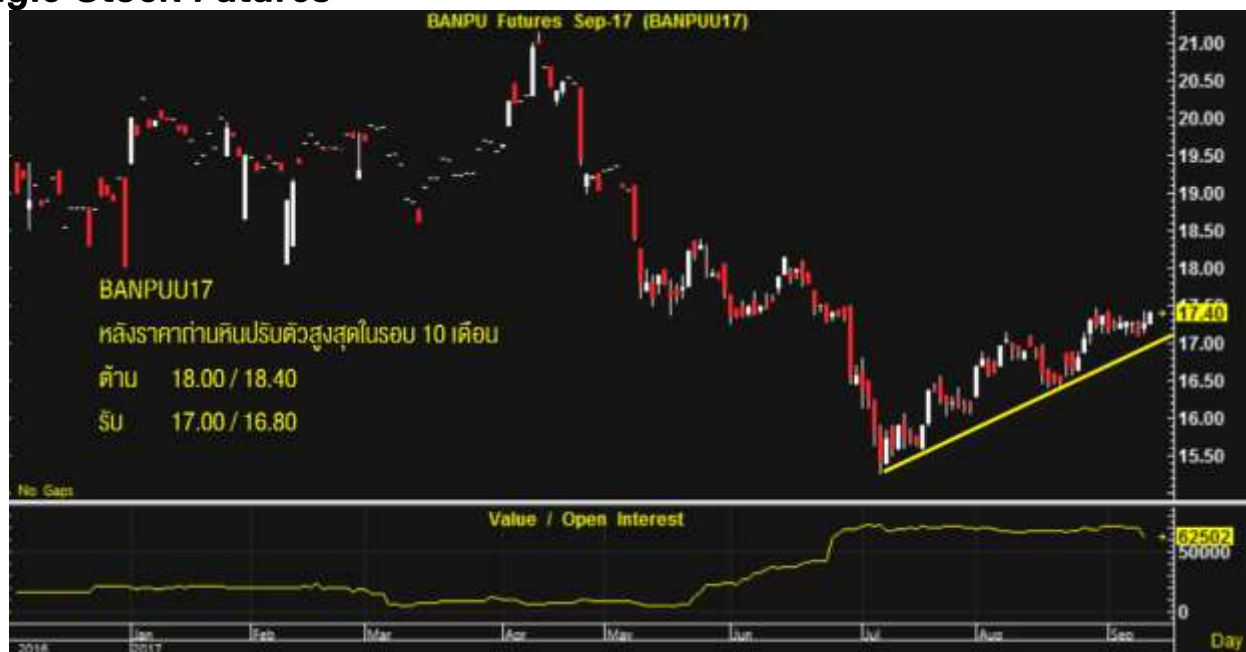 Single Stock Futures
BANPU Futures Sep-17 (BANPUU17)
21.00
20.50
20.00
19.50
19.00
18.50
18.00
17.40
17.00
16.50
16.00
15.50
BANPUU17
หลังราคาถ่านหินปรับตัวสูงสุดในรอบ 10 เดือน
ต้าน 18.00 / 18.40
รับ 17.00 / 16.80
No Gaps
Value / Open Interest
62502
50000
0
Jan Feb Mar Apr May Jun Jul Aug Sep
2016 2017 Day